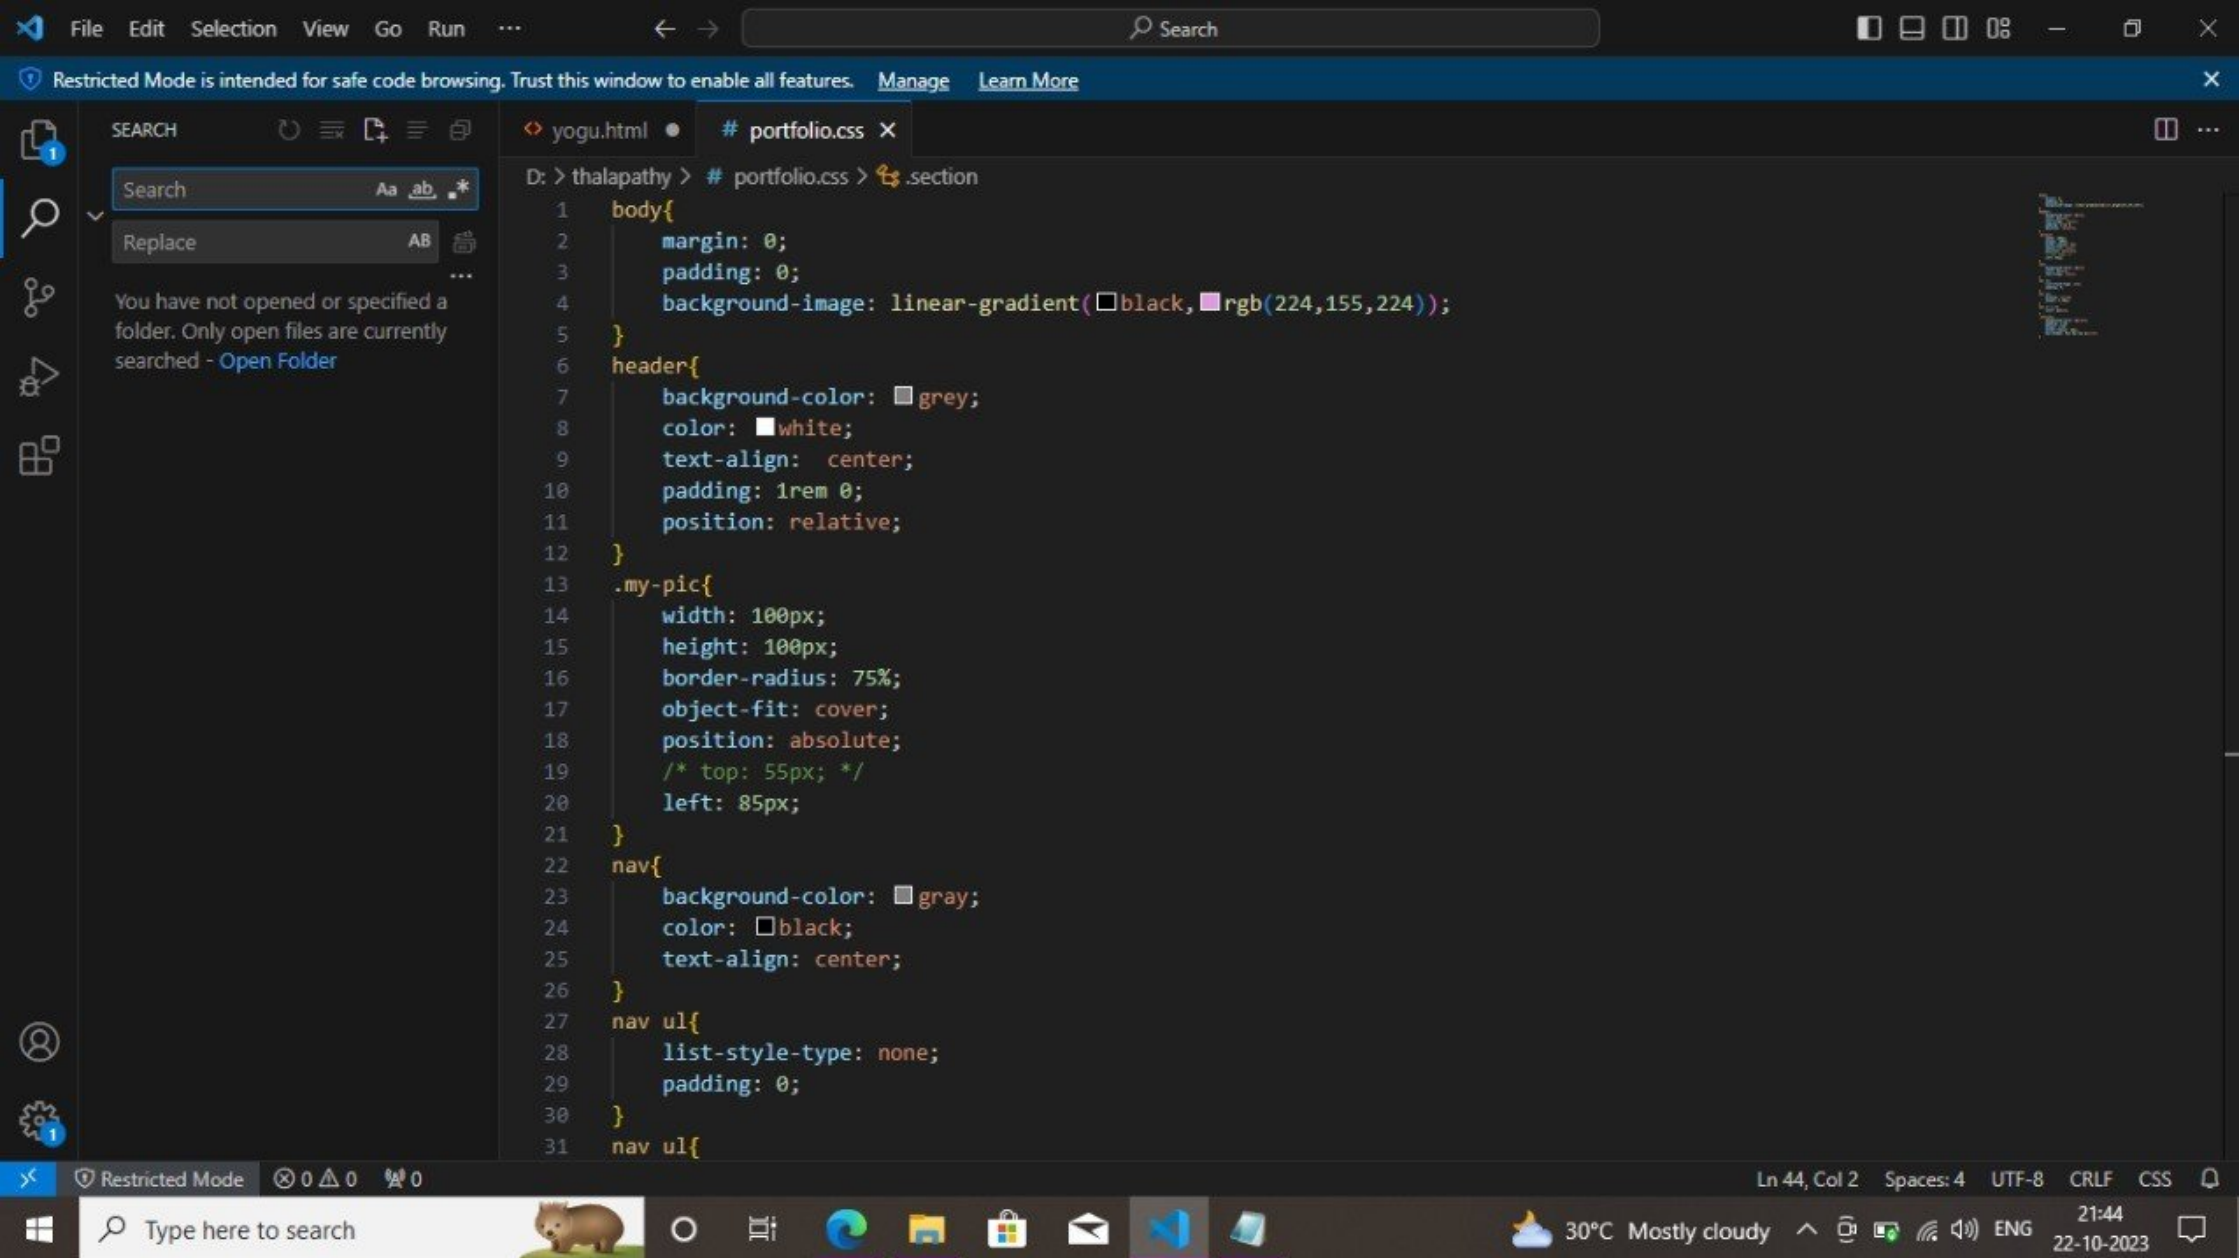 File Edit Selection View Go Run ··· Search
Restricted Mode is intended for safe code browsing. Trust this window to enable all features. Manage Learn More
SEARCH
Search Aa ab .*
Replace AB
You have not opened or specified a
folder. Only open files are currently
searched - Open Folder
1
1
yogu.html # portfolio.css
D: > thalapathy > # portfolio.css > .section
1 body{
2 margin: 0;
3 padding: 0;
4 background-image: linear-gradient(black,rgb(224,155,224));
5 }
6 header{
7 background-color: grey;
8 color: white;
9 text-align:  center;
10 padding: 1rem 0;
11 position: relative;
12 }
13 .my-pic{
14 width: 100px;
15 height: 100px;
16 border-radius: 75%;
17 object-fit: cover;
18 position: absolute;
19 /* top: 55px; */
20 left: 85px;
21 }
22 nav{
23 background-color: gray;
24 color: black;
25 text-align: center;
26 }
27 nav ul{
28 list-style-type: none;
29 padding: 0;
30 }
31 nav ul{
Restricted Mode 0 0 0 Ln 44, Col 2 Spaces: 4 UTF-8 CRLF CSS
Type here to search 30°C Mostly cloudy ENG 21:44
22-10-2023